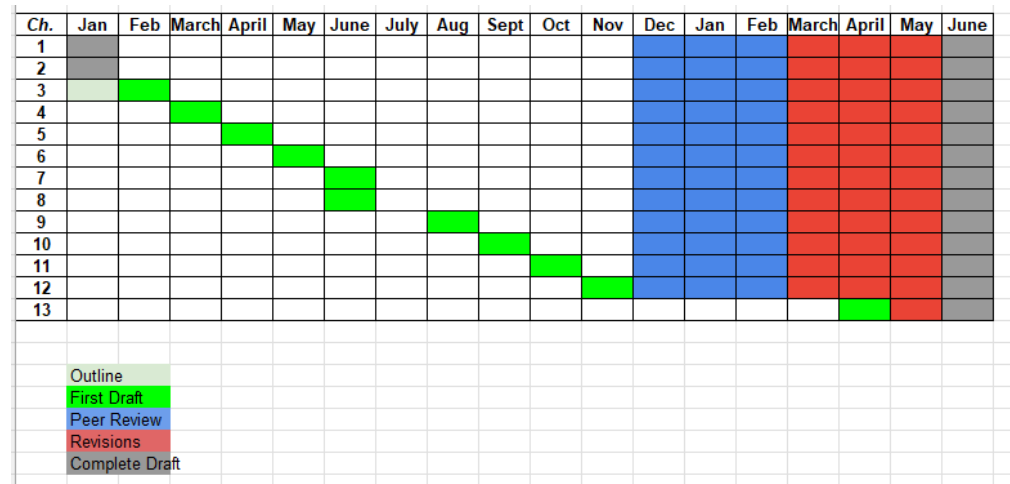 Ch. Jan Feb March April May June July Aug Sept Oct Nov Dec Jan Feb March April May June
1
2
3
4
5
6
7
8
9
10
11
12
13
Outline
First Draft
Peer Review
Revisions
Complete Draft